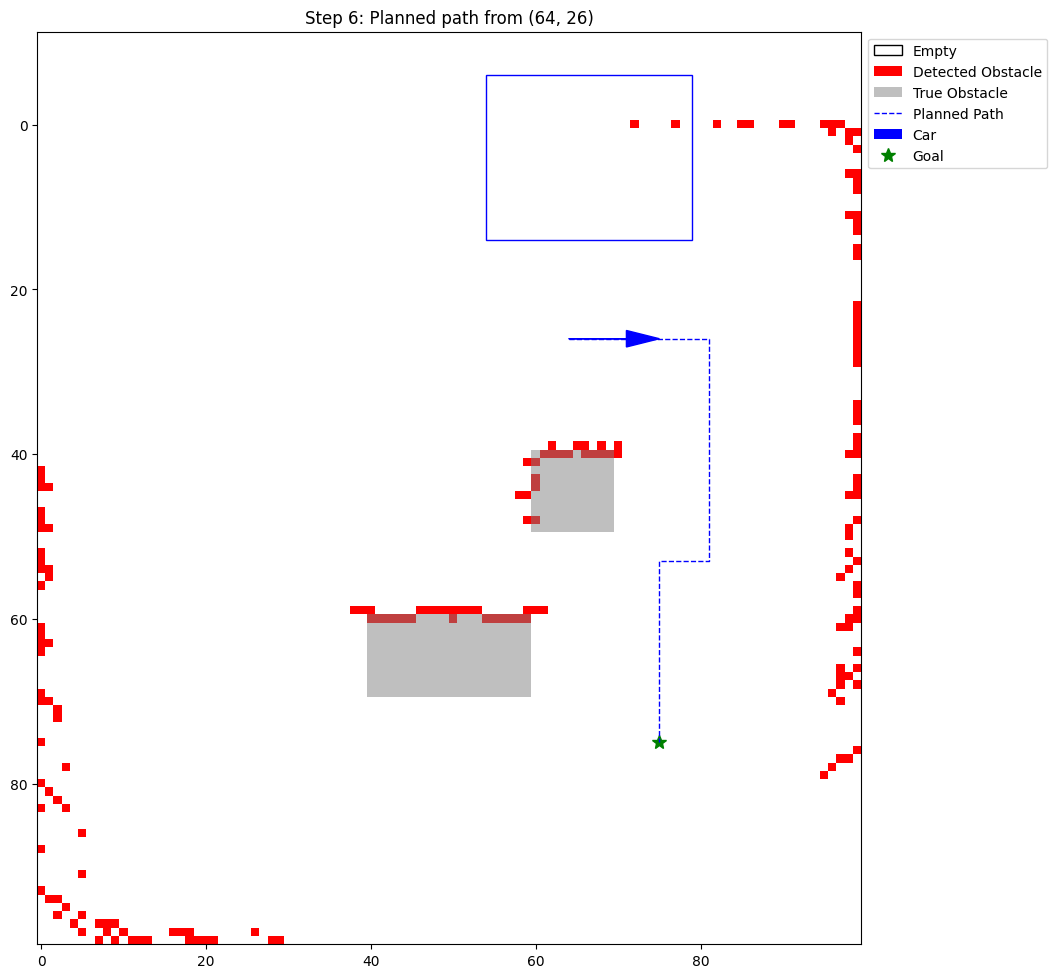 Step 6: Planned path from (64, 26)
Empty
Detected Obstacle
True Obstacle
Planned Path
Car
Goal
0
20
40
60
80
0
20
40
60
80